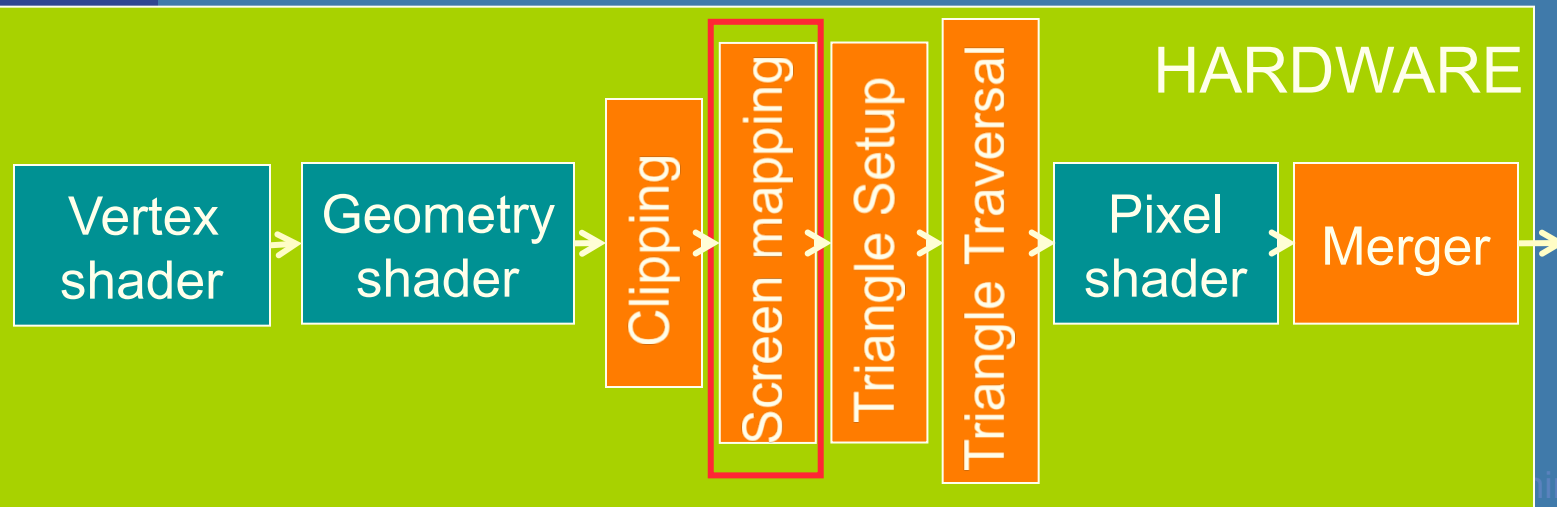 HARDWARE
Vertex
shader
Geometry
shader
Clipping
Screen mapping
Triangle Setup
Triangle Traversal
Pixel
shader
Merger